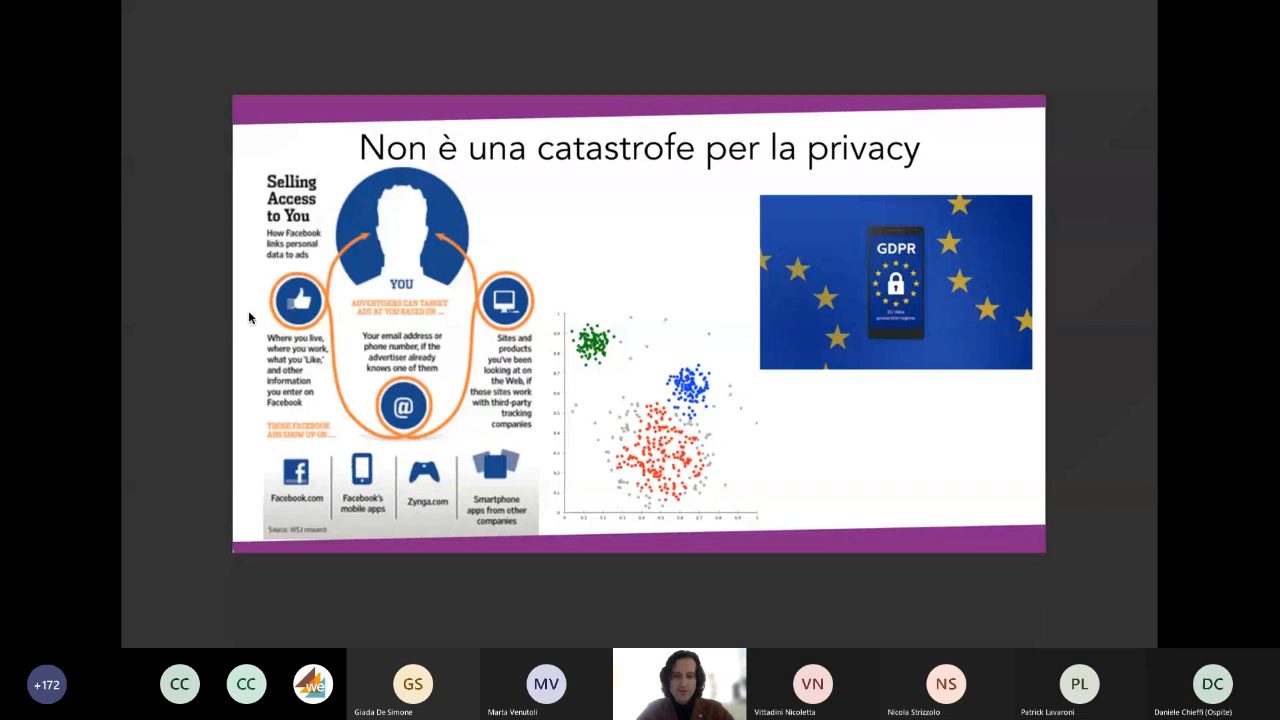 Non è una catastrofe per la privacy
Selling
Access
to You
How Facebook
links personal
data to ads
YOU
ADVERTISERS CAN TARGET
ADS AT YOU BASED ON ...
Where you live,
where you work,
what you 'Like,'
and other
information
you enter on
Facebook
Your email address or
phone number, if the
advertiser already
knows one of them
@
Sites and
products
you've been
looking at on
the Web, if
those sites work
with third-party
tracking
companies
THOSE FACEBOOK
ADS SHOW UP ON ...
Facebook.com
Facebook's
mobile apps
Zynga.com
Smartphone
apps from other
companies
Source: WSJ research
GDPR
EU data
protection regime
+172
CC
CC
we
GS
MV
VN
NS
PL
DC
Giada De Simone
Marta Venutoli
Vittadini Nicoletta
Nicola Strizzolo
Patrick Lavaroni
Daniele Chieffi (Ospite)